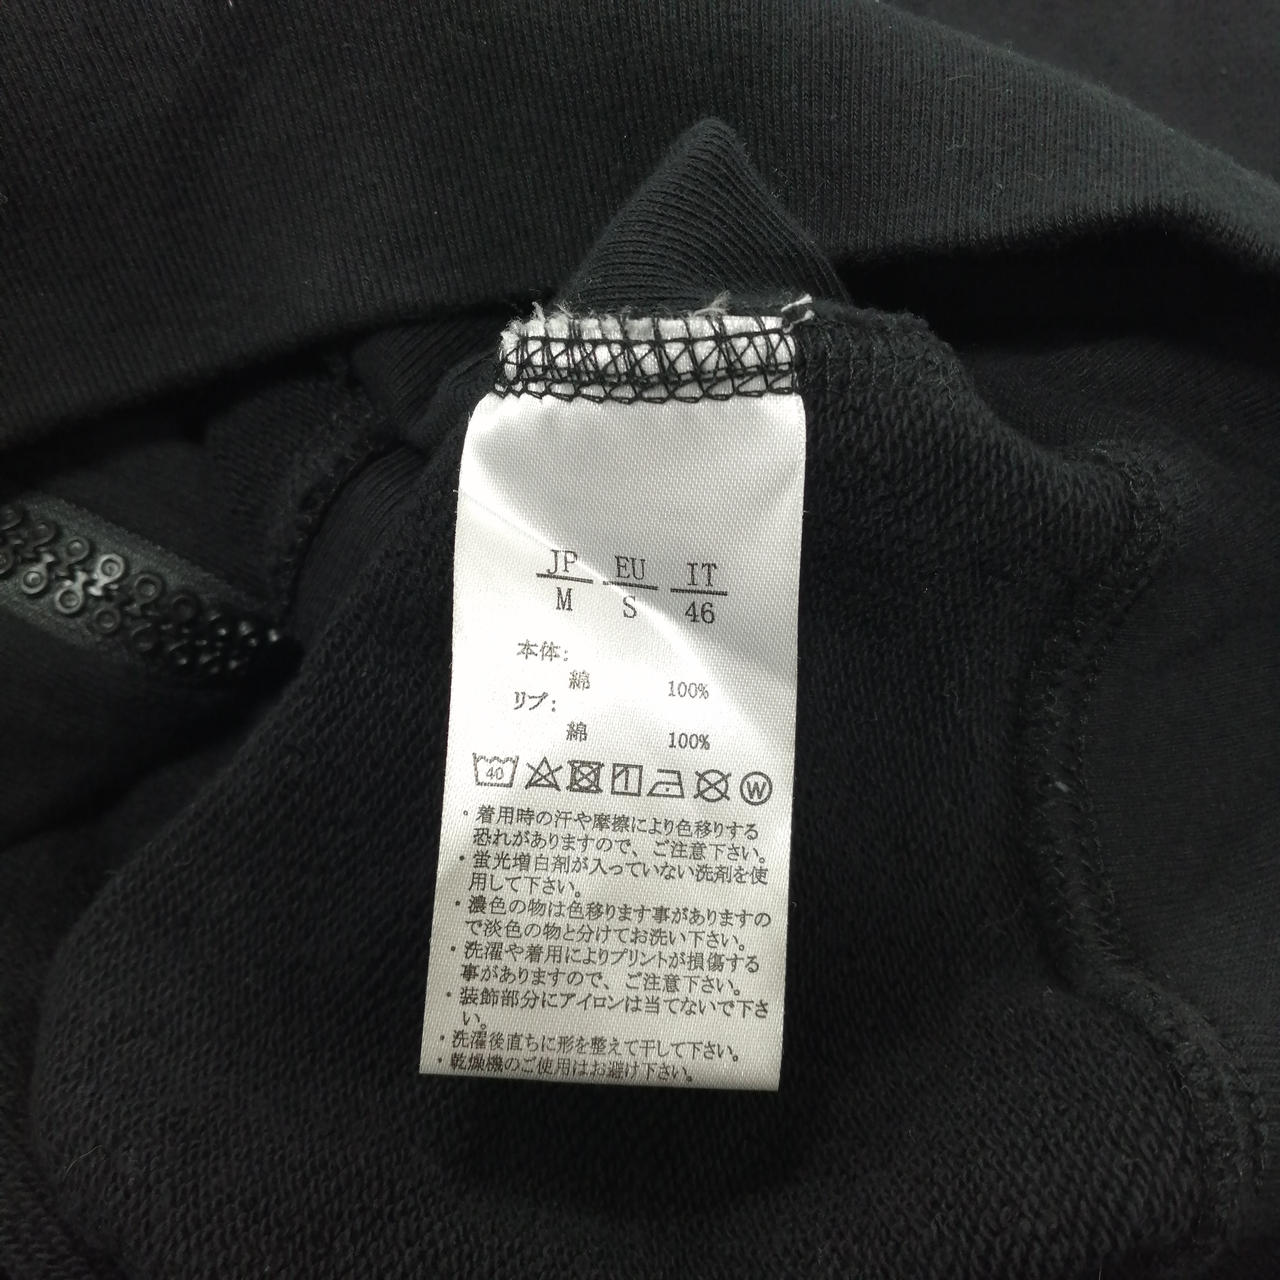 JP EU IT
M S 46
本体:
綿 100%
リブ:
綿 100%
40 W
・着用時の汗や摩擦により色移りする
恐れがありますので、ご注意下さい。
・蛍光増白剤が入っていない洗剤を使
用して下さい。
・濃色の物は色移ります事がありますの
で淡色の物と分けてお洗い下さい。
・洗濯や着用によりプリントが損傷する
事がありますので、ご注意下さい。
・装飾部分にアイロンは当てないで下さ
い。
・洗濯後直ちに形を整えて干して下さい。
・乾燥機のご使用はお避け下さい。